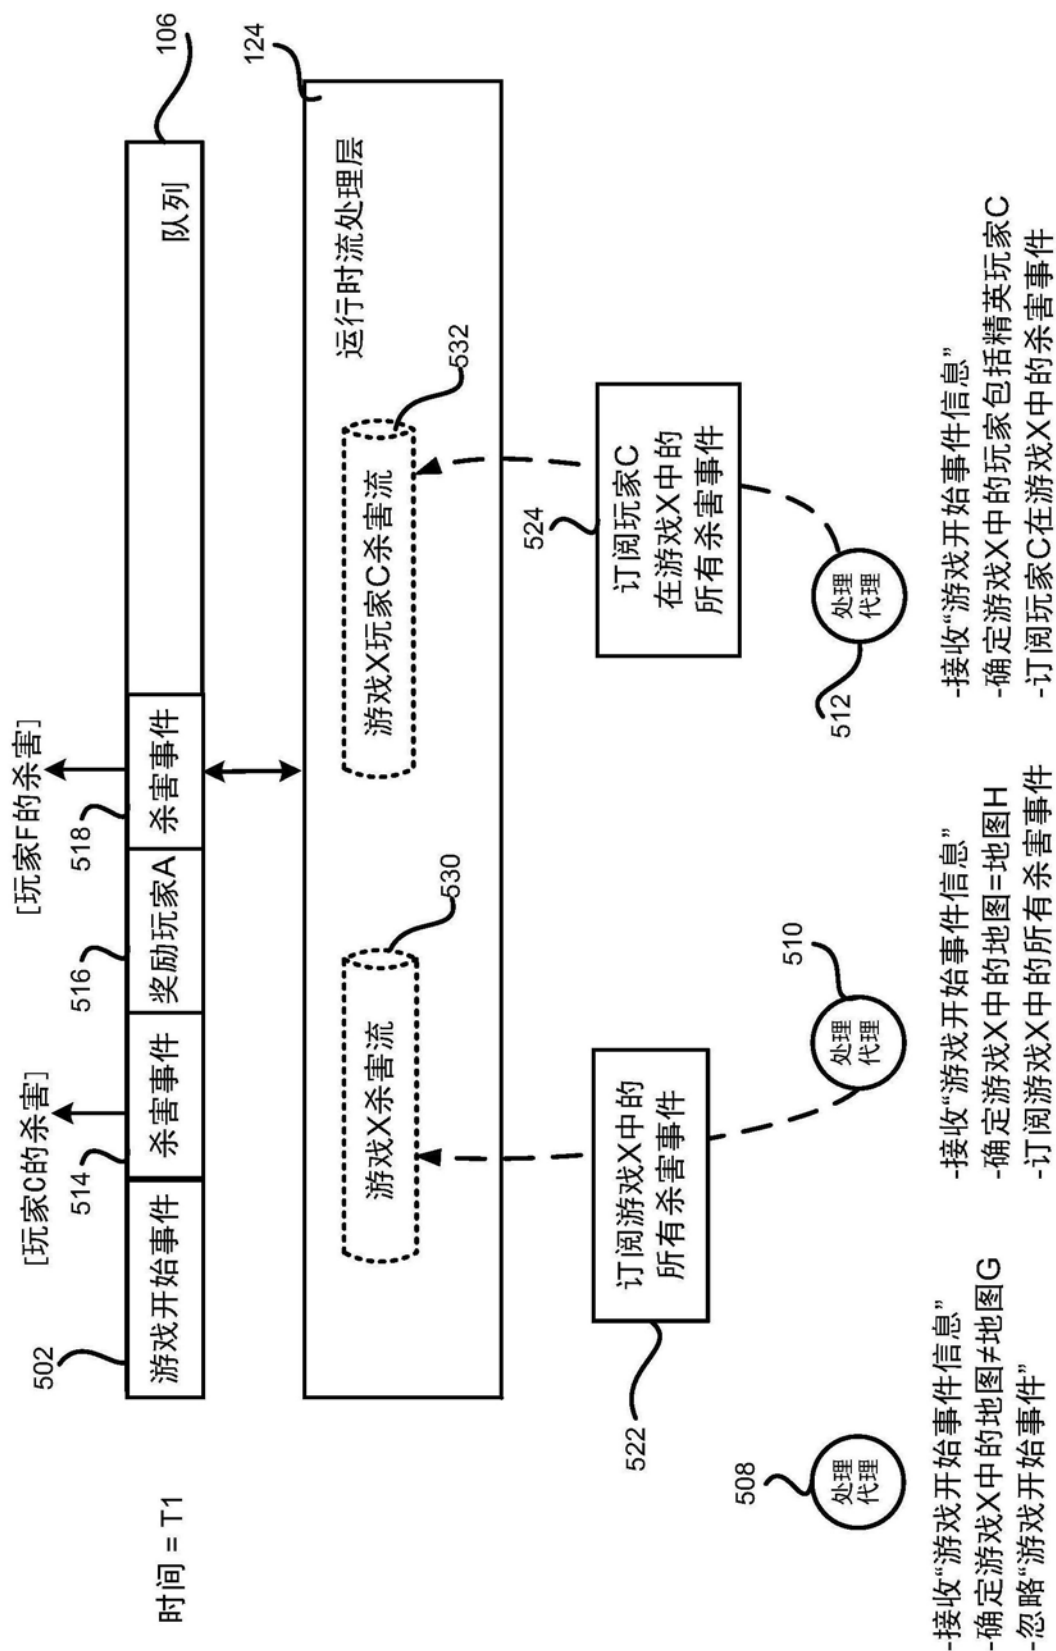 时间 = T1
502
游戏开始事件
[玩家C的杀害]
514
杀害事件
516
奖励玩家A
[玩家F的杀害]
518
杀害事件
队列
106
124
运行时流处理层
游戏X杀害流
530
游戏X玩家C杀害流
532
522
订阅游戏X中的
所有杀害事件
524
订阅玩家C
在游戏X中的
所有杀害事件
508
处理
代理
510
处理
代理
512
处理
代理
-接收“游戏开始事件信息”
-确定游戏X中的地图≠地图G
-忽略“游戏开始事件”
-接收“游戏开始事件信息”
-确定游戏X中的地图=地图H
-订阅游戏X中的所有杀害事件
-接收“游戏开始事件信息”
-确定游戏X中的玩家包括精英玩家C
-订阅玩家C在游戏X中的杀害事件